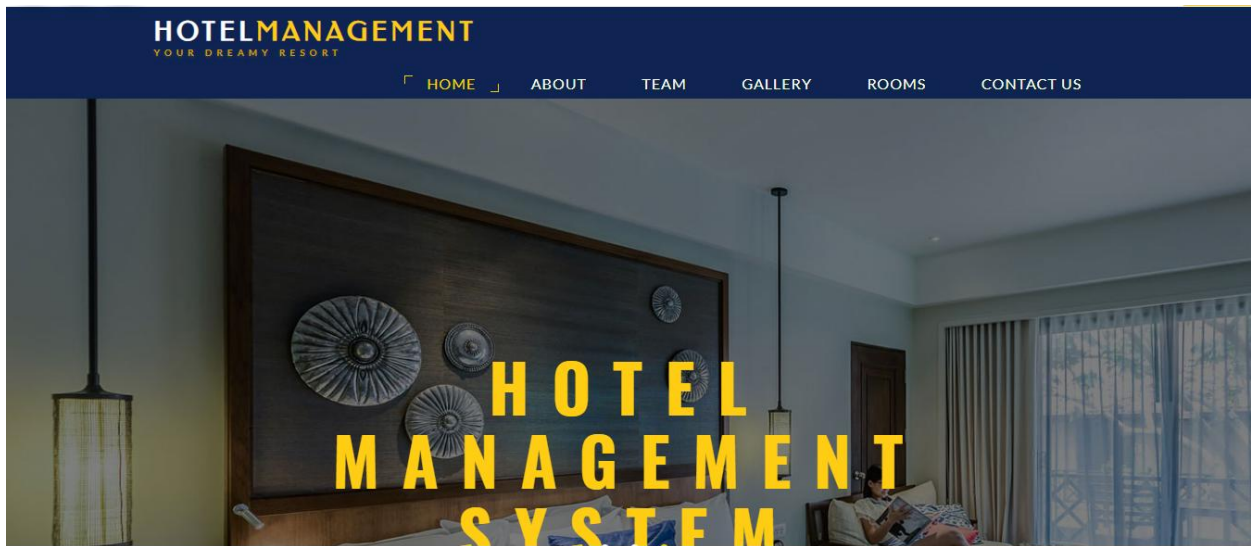 HOTELMANAGEMENT
YOUR DREAMY RESORT
HOME ABOUT TEAM GALLERY ROOMS CONTACT US
HOTEL
MANAGEMENT
SYSTEM